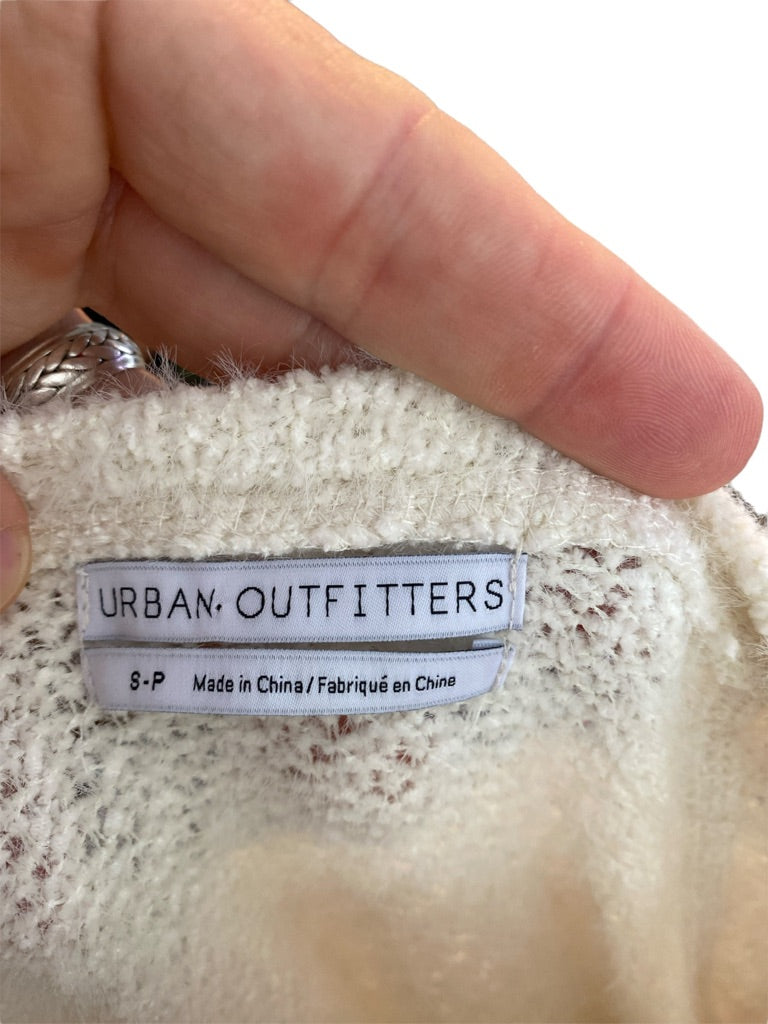 URBAN. OUTFITTERS
S-P Made in China / Fabriqué en Chine